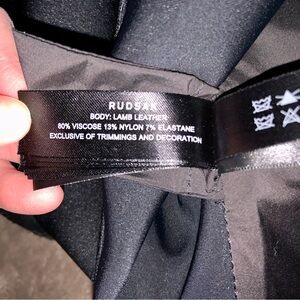 RUDSAK
BODY: LAMB LEATHER
80% VISCOSE 13% NYLON 7% ELASTANE
EXCLUSIVE OF TRIMMINGS AND DECORATION